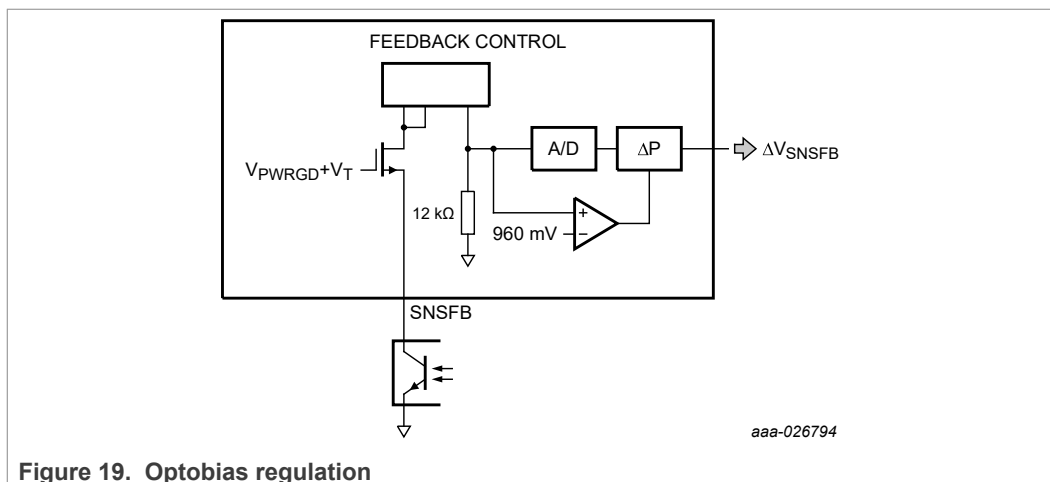 FEEDBACK CONTROL
A/D
ΔP
ΔVSNSFB
VPWRGD+VT
12 kΩ
960 mV
+
−
SNSFB
aaa-026794
Figure 19. Optobias regulation